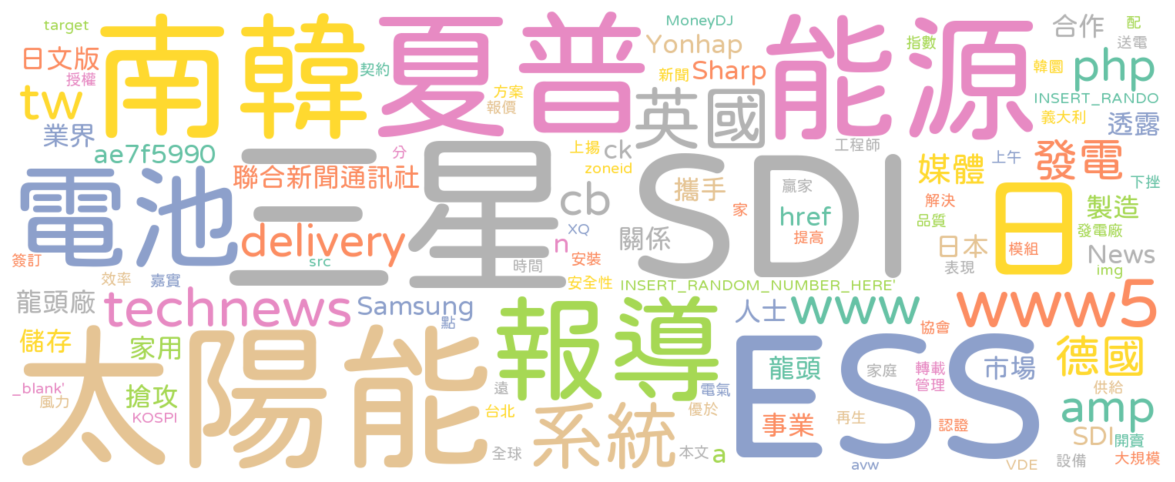 target
南韓
夏普
MoneyDJ
能源
合作
配
送電
日文版
授權
契約
Yonhap
指數
新聞
Sharp
韓圜
php
tw
方案
報價
英國
INSERT_RANDO
業界
義大利
透露
ae7f5990
分
上揚
ck
工程師
聯合新聞通訊社
zoneid
媒體
上午
發電
電池
三星
SDI
攜手
贏家
下挫
cb
家
href
解決
日
製造
delivery
XQ
關係
提高
品質
發電廠
n
日本
模組
簽訂
src
時間
安裝
表現
News
效率
嘉實
安全性
INSERT_RANDOM_NUMBER_HERE'
img
龍頭廠
technews
Samsung
報導
人士
www
www5
點
儲存
家用
太陽能
協會
ESS
德國
龍頭
家庭
轉載
管理
市場
_blank'
風力
搶攻
遠
電氣
供給
KOSPI
台北
系統
優於
事業
再生
認證
amp
SDI
開賣
全球
本文
a
avw
VDE
設備
大規模